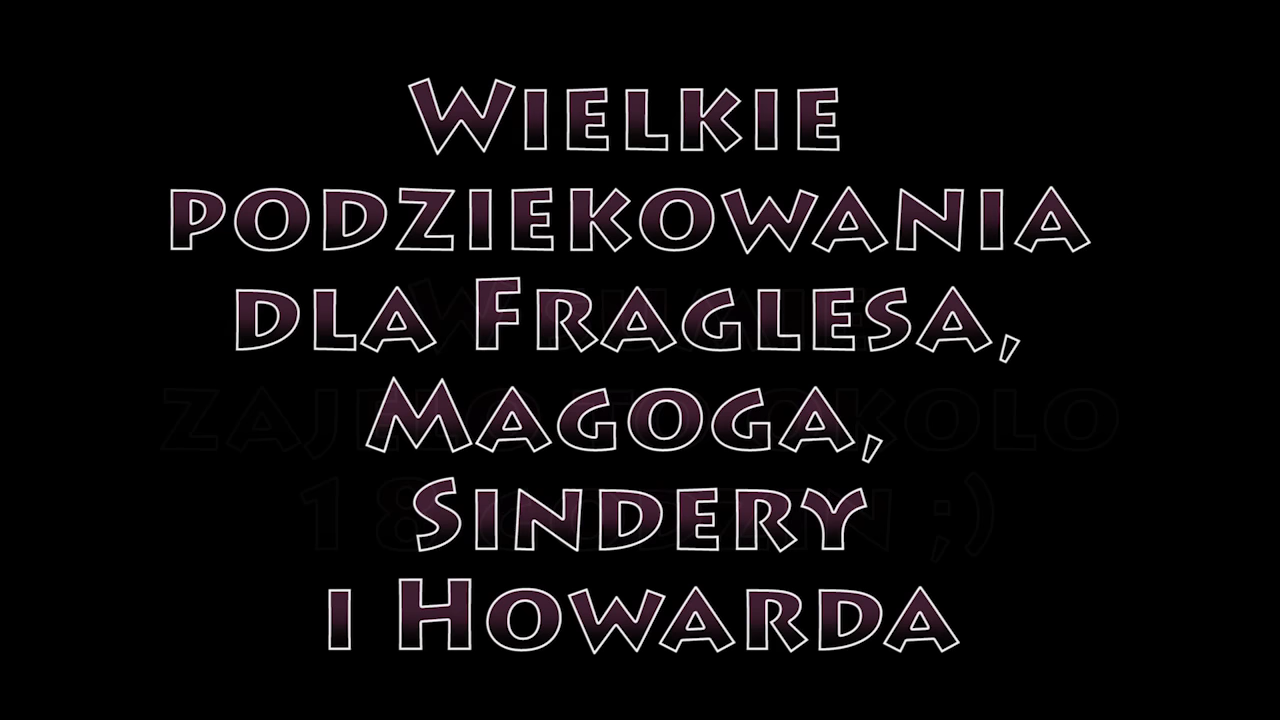 Wielkie
podziekowania
dla Fraglesa,
Magoga,
Sindery
i Howarda